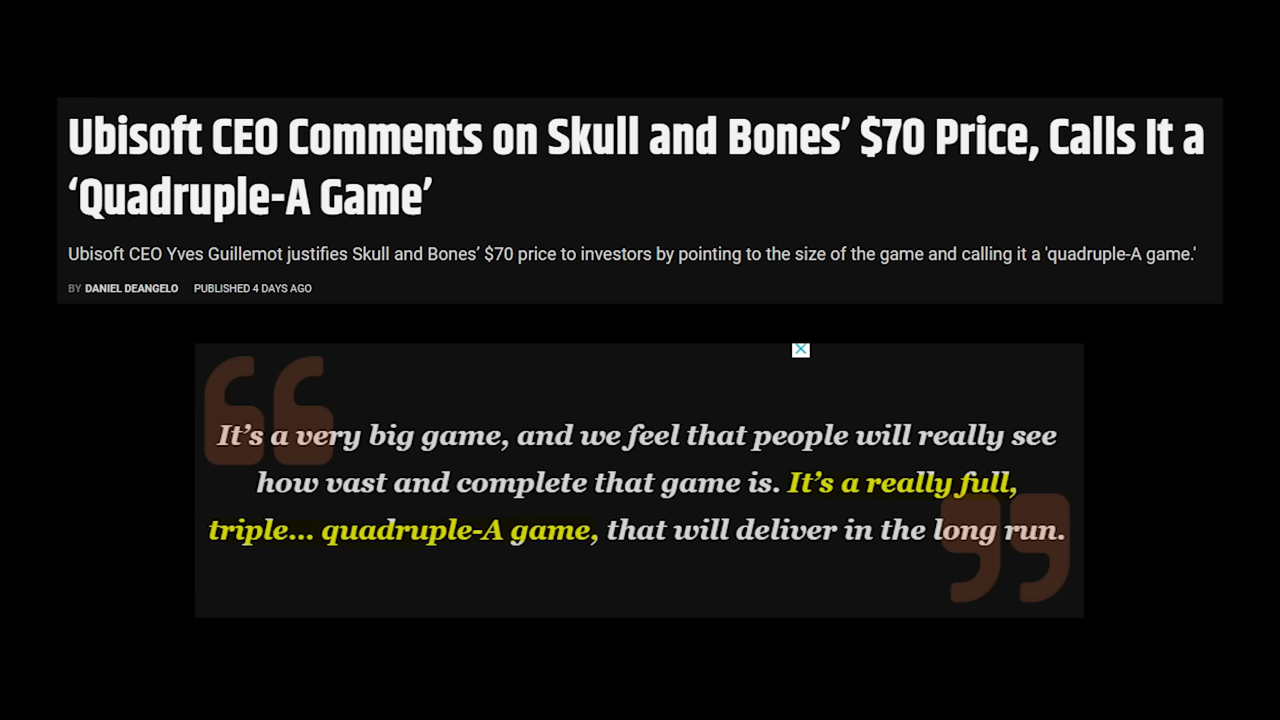 Ubisoft CEO Comments on Skull and Bones’ $70 Price, Calls It a
‘Quadruple-A Game’
Ubisoft CEO Yves Guillemot justifies Skull and Bones’ $70 price to investors by pointing to the size of the game and calling it a 'quadruple-A game.'
BY DANIEL DEANGELO PUBLISHED 4 DAYS AGO
“
It’s a very big game, and we feel that people will really see
how vast and complete that game is. It’s a really full,
triple... quadruple-A game, that will deliver in the long run.
”